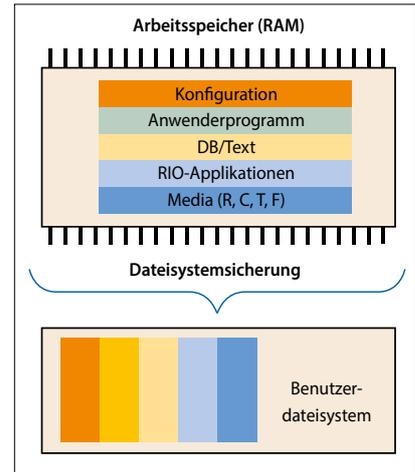 Arbeitsspeicher (RAM)
Konfiguration
Anwenderprogramm
DB/Text
RIO-Applikationen
Media (R, C, T, F)
Dateisystemsicherung
Benutzer-
dateisystem